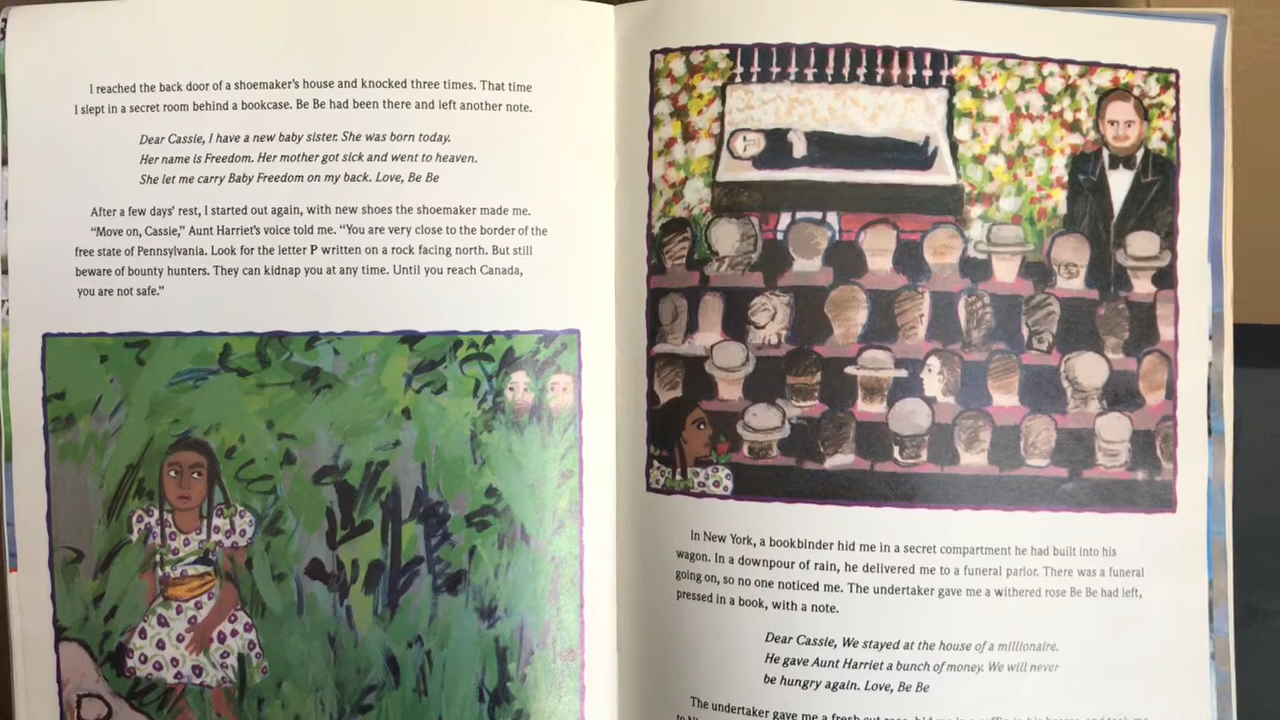 I reached the back door of a shoemaker's house and knocked three times. That time
I slept in a secret room behind a bookcase. Be Be had been there and left another note.
Dear Cassie, I have a new baby sister. She was born today.
Her name is Freedom. Her mother got sick and went to heaven.
She let me carry Baby Freedom on my back. Love, Be Be
After a few days' rest, I started out again, with new shoes the shoemaker made me.
"Move on, Cassie," Aunt Harriet's voice told me. "You are very close to the border of the
free state of Pennsylvania. Look for the letter P written on a rock facing north. But still
beware of bounty hunters. They can kidnap you at any time. Until you reach Canada,
you are not safe."
P
In New York, a bookbinder hid me in a secret compartment he had built into his
wagon. In a downpour of rain, he delivered me to a funeral parlor. There was a funeral
going on, so no one noticed me. The undertaker gave me a withered rose Be Be had left,
pressed in a book, with a note.
Dear Cassie, We stayed at the house of a millionaire.
He gave Aunt Harriet a bunch of money. We will never
be hungry again. Love, Be Be
The undertaker gave me a fresh cut rose, hid me in a coffin in his hearse, and took me